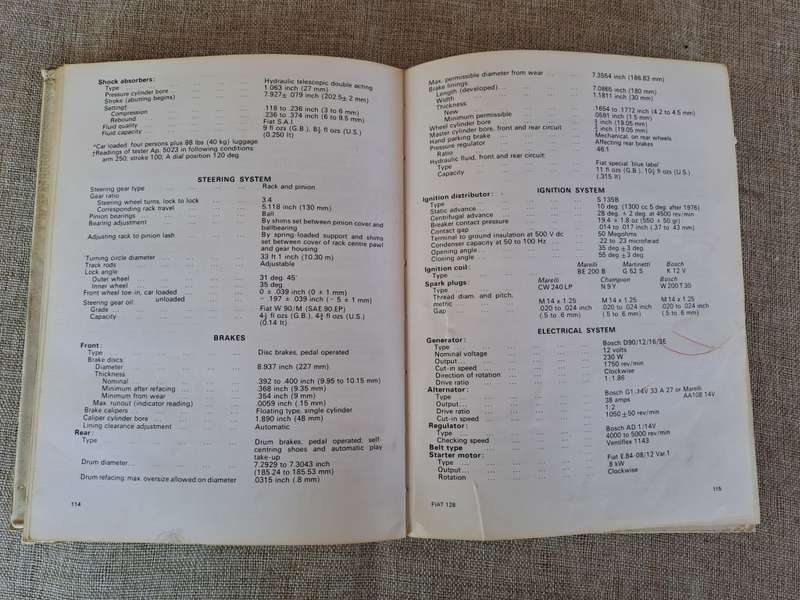 Shock absorbers:
Type ... Hydraulic telescopic double acting
Pressure cylinder bore ... 1.063 inch (27 mm)
Stroke (abutting begins) ... 7.927± .079 inch (202.5± 2 mm)
Setting†
Compression ... .118 to .236 inch (3 to 6 mm)
Rebound ... .236 to .374 inch (6 to 9.5 mm)
Fluid quality ... Fiat S.A.I.
Fluid capacity ... 9 fl ozs (G.B.), 8½ fl ozs (U.S.)
(0.250 lt)
*Car loaded: four persons plus 88 lbs (40 kg) luggage
†Readings of tester Ap. 5023 in following conditions:
arm 250; stroke 100; A dial position 120 deg
STEERING SYSTEM
Steering gear type ... Rack and pinion
Gear ratio
Steering wheel turns, lock to lock ... 3.4
Corresponding rack travel ... 5.118 inch (130 mm)
Pinion bearings ... Ball
Bearing adjustment ... By shims set between pinion cover and
ballbearing
Adjusting rack to pinion lash ... By spring-loaded support and shims
set between cover of rack centre pawl
and gear housing
Turning circle diameter ... 33 ft 1 inch (10.30 m)
Track rods ... Adjustable
Lock angle
Outer wheel ... 31 deg. 45'
Inner wheel ... 35 deg.
Front wheel toe-in, car loaded ... 0 ± .039 inch (0 ± 1 mm)
unloaded − .197 ± .039 inch (− 5 ± 1 mm)
Steering gear oil:
Grade ... Fiat W 90/M (SAE.90.EP)
Capacity ... fl ozs (G.B.), fl ozs (U.S.)
(0.14 lt)
BRAKES
Front:
Type ... Disc brakes, pedal operated
Brake discs:
Diameter ... 8.937 inch (227 mm)
Thickness
Nominal ... .392 to .400 inch (9.95 to 10.15 mm)
Minimum after refacing ... .368 inch (9.35 mm)
Minimum from wear ... .354 inch (9 mm)
Max. runout (indicator reading) ... .0059 inch (.15 mm)
Brake calipers ... Floating type, single cylinder
Caliper cylinder bore ... 1.890 inch (48 mm)
Lining clearance adjustment ... Automatic
Rear:
Type ... Drum brakes, pedal operated, self-
centring shoes and automatic play
take-up
Drum diameter... 7.2929 to 7.3043 inch
(185.24 to 185.53 mm)
Drum refacing: max. oversize allowed on diameter .0315 inch (.8 mm)
114
Max. permissible diameter from wear ... 7.3554 inch (186.83 mm)
Brake linings:
Length (developed)... 7.0865 inch (180 mm)
Width ... 1.1811 inch (30 mm)
Thickness
New ... .1654 to .1772 inch (4.2 to 4.5 mm)
Minimum permissible ... .0591 inch (1.5 mm)
Wheel cylinder bore ... ¾ inch (19.05 mm)
Master cylinder bore, front and rear circuit ¾ inch (19.05 mm)
Hand parking brake ... Mechanical, on rear wheels
Pressure regulator ... Affecting rear brakes
Ratio ... 46.1
Hydraulic fluid, front and rear circuit:
Type ... Fiat special 'blue label'
Capacity ... 11 fl ozs (G.B.), fl ozs (U.S.)
(.315 lt)
IGNITION SYSTEM
Ignition distributor:
Type ... S 135B
Static advance... 10 deg. (1300 cc 5 deg. after 1976)
Centrifugal advance ... 28 deg. ± 2 deg. at 4500 rev/min
Breaker contact pressure ... 19.4 ± 1.8 oz (550 ± 50 gr)
Contact gap ... .014 to .017 inch (.37 to .43 mm)
Terminal to ground insulation at 500 V dc 50 Megohms
Condenser capacity at 50 to 100 Hz ... .22 to .23 microfarad
Opening angle... 35 deg ±3 deg.
Closing angle ... 55 deg ±3 deg.
Ignition coil: Marelli Martinetti Bosch
Type ... BE 200 B G 52 S K 12 V
Spark plugs: Marelli Champion Bosch
Type ... CW 240 LP N 9 Y W 200 T 30
Thread diam. and pitch,
metric ... M 14 x 1.25 M 14 x 1.25 M 14 x 1.25
Gap ... .020 to .024 inch .020 to .024 inch .020 to .024 inch
(.5 to .6 mm) (.5 to .6 mm) (.5 to .6 mm)
ELECTRICAL SYSTEM
Generator:
Type ... Bosch D90/12/16/3E
Nominal voltage ... 12 volts
Output... 230 W
Cut-in speed ... 1750 rev/min
Direction of rotation ... Clockwise
Drive ratio ... 1:1.86
Alternator:
Type ... Bosch G1-14V 33 A 27 or Marelli
AA108 14V
Output... 38 amps
Drive ratio ... 1:2
Cut-in speed ... 1050±50 rev/min
Regulator:
Type ... Bosch AD 1/14V
Checking speed ... 4000 to 5000 rev/min
Belt type ... Ventiflex 1143
Starter motor:
Type ... Fiat E.84-08/12 Var.1
Output... .8 kW
Rotation ... Clockwise
FIAT 128
115